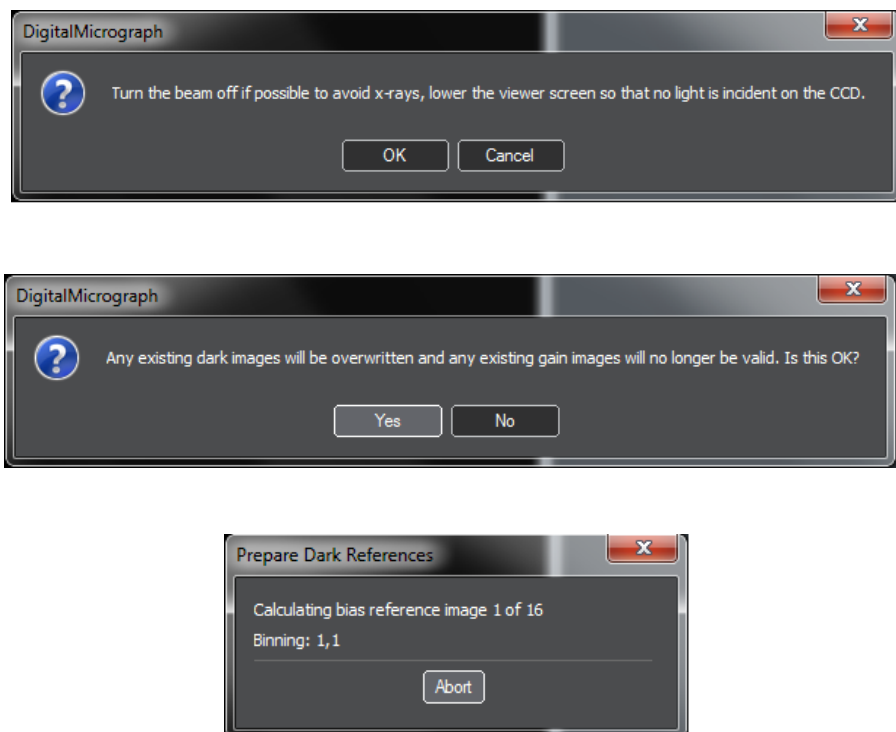 DigitalMicrograph
Turn the beam off if possible to avoid x-rays, lower the viewer screen so that no light is incident on the CCD.
OK Cancel
DigitalMicrograph
Any existing dark images will be overwritten and any existing gain images will no longer be valid. Is this OK?
Yes No
Prepare Dark References
Calculating bias reference image 1 of 16
Binning: 1,1
Abort